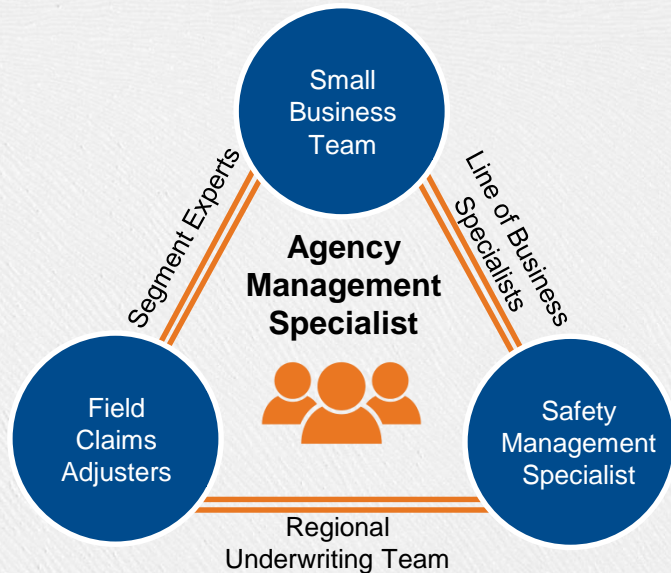 Small
Business
Team
Segment Experts
Line of Business
Specialists
Agency
Management
Specialist
Field
Claims
Adjusters
Safety
Management
Specialist
Regional
Underwriting Team